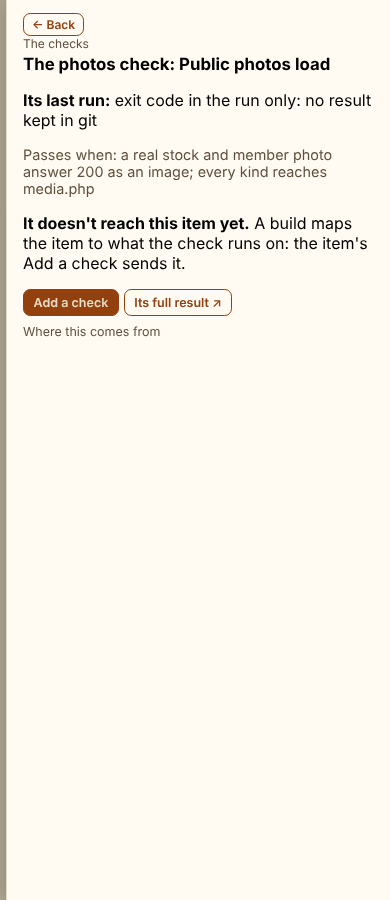 ← Back
The checks
The photos check: Public photos load
Its last run: exit code in the run only: no result
kept in git
Passes when: a real stock and member photo
answer 200 as an image; every kind reaches
media.php
It doesn't reach this item yet. A build maps
the item to what the check runs on: the item's
Add a check sends it.
Add a check Its full result ↗
Where this comes from